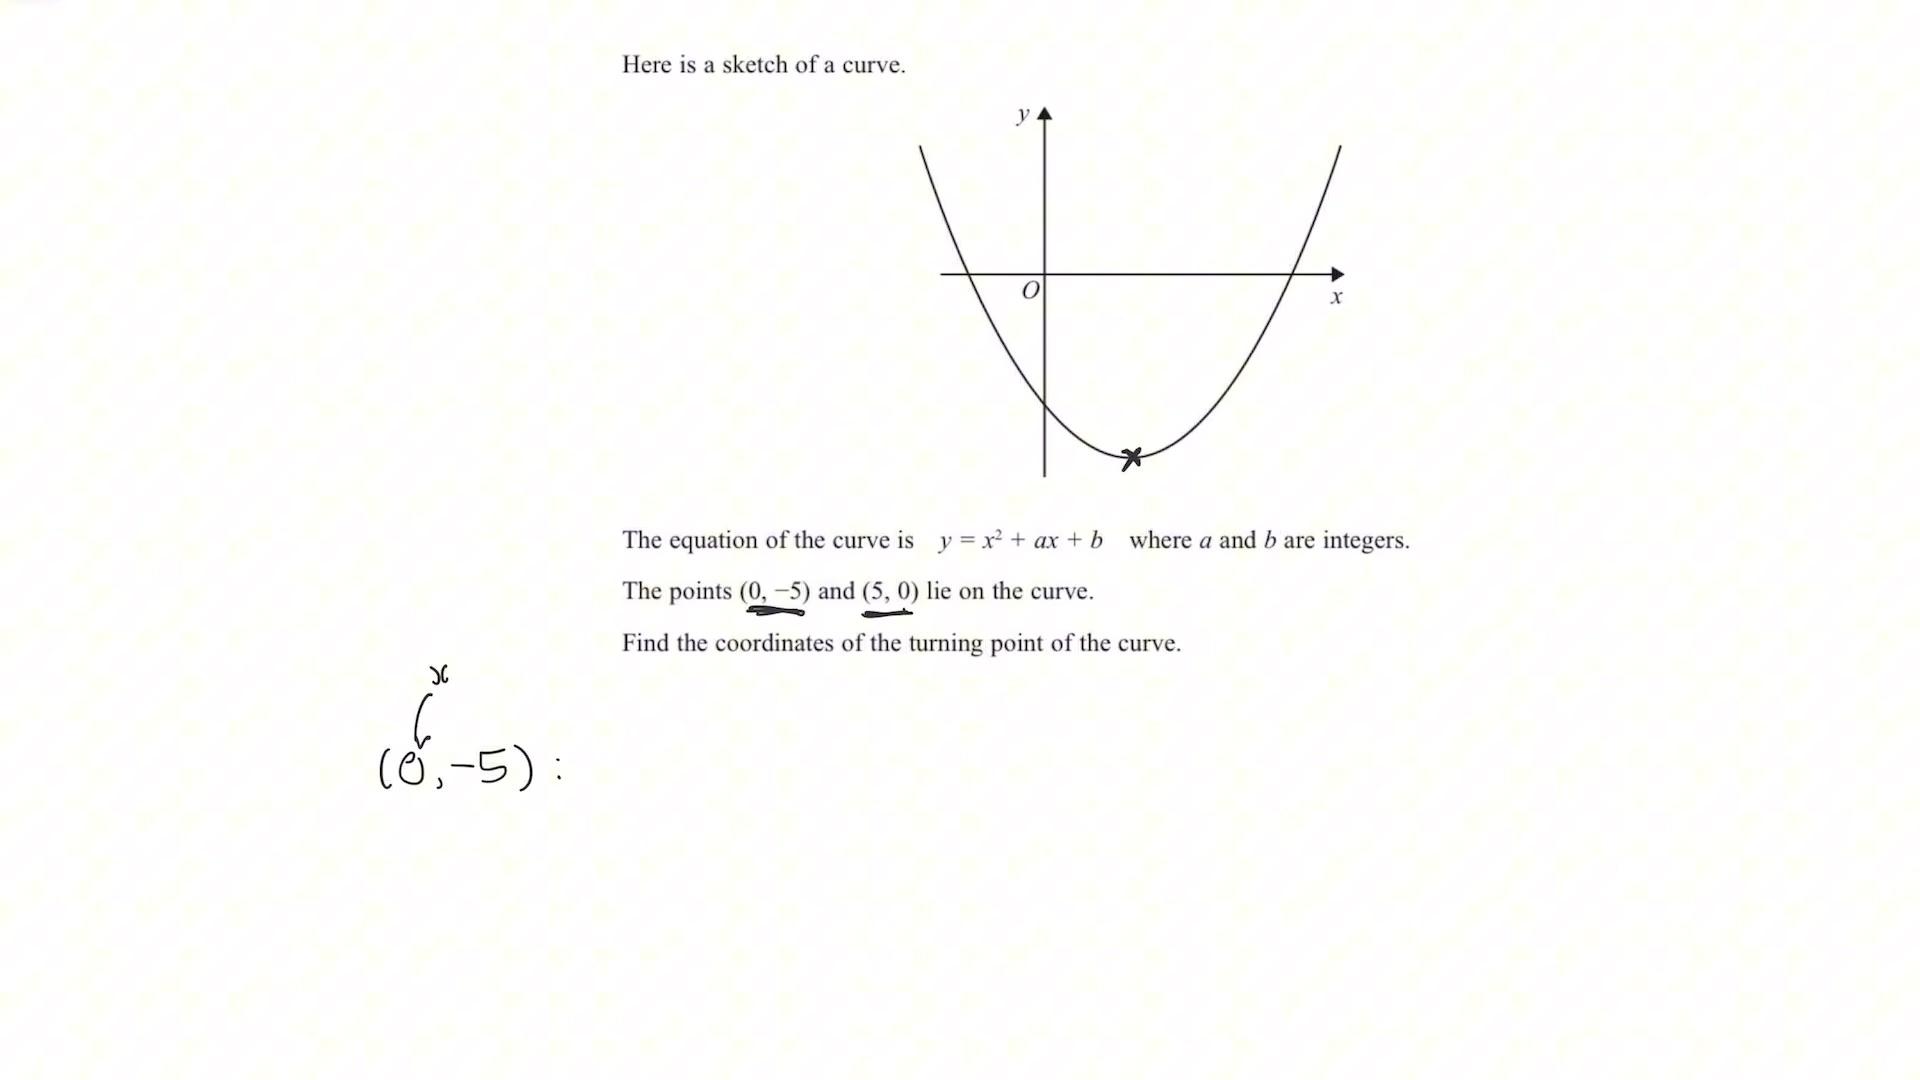 Here is a sketch of a curve.
y
O
x
The equation of the curve is y = x² + ax + b where a and b are integers.
The points (0, −5) and (5, 0) lie on the curve.
Find the coordinates of the turning point of the curve.
x
(0,-5) :